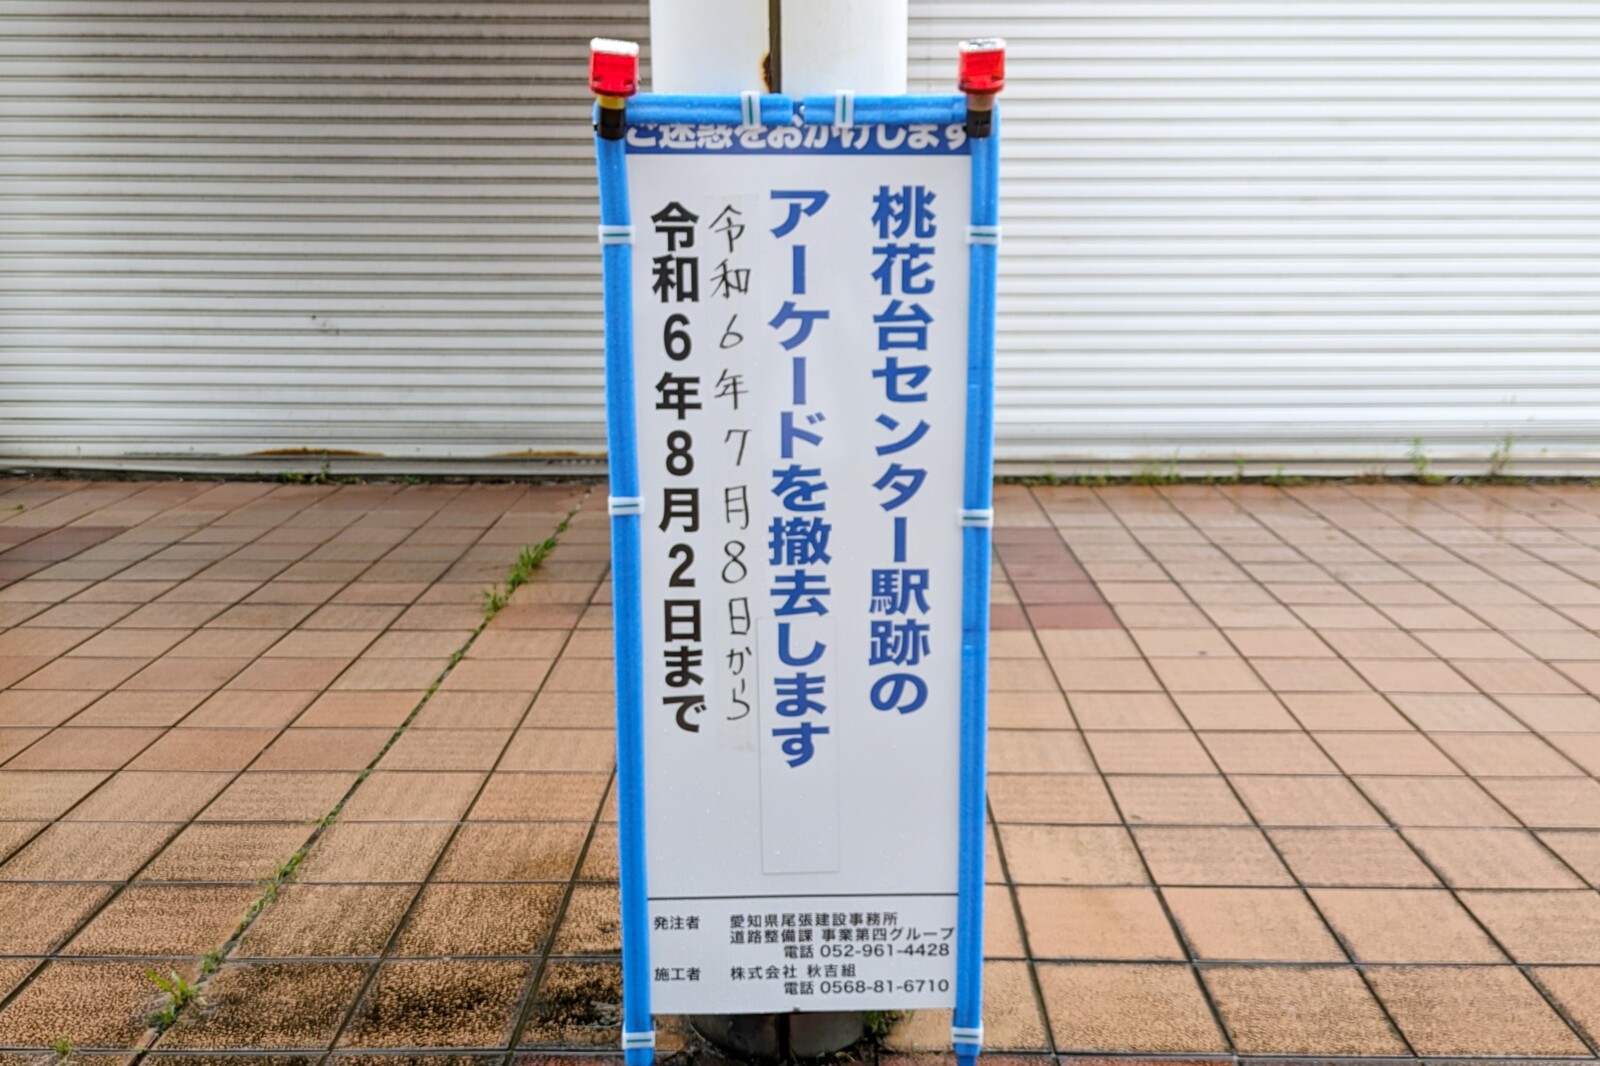 ご迷惑をおかけします
桃花台センター駅跡の
アーケードを撤去します
令和6年7月8日から
令和6年8月2日まで
発注者 愛知県尾張建設事務所
道路整備課 事業第四グループ
電話 052-961-4428
施工者 株式会社 秋吉組
電話 0568-81-6710